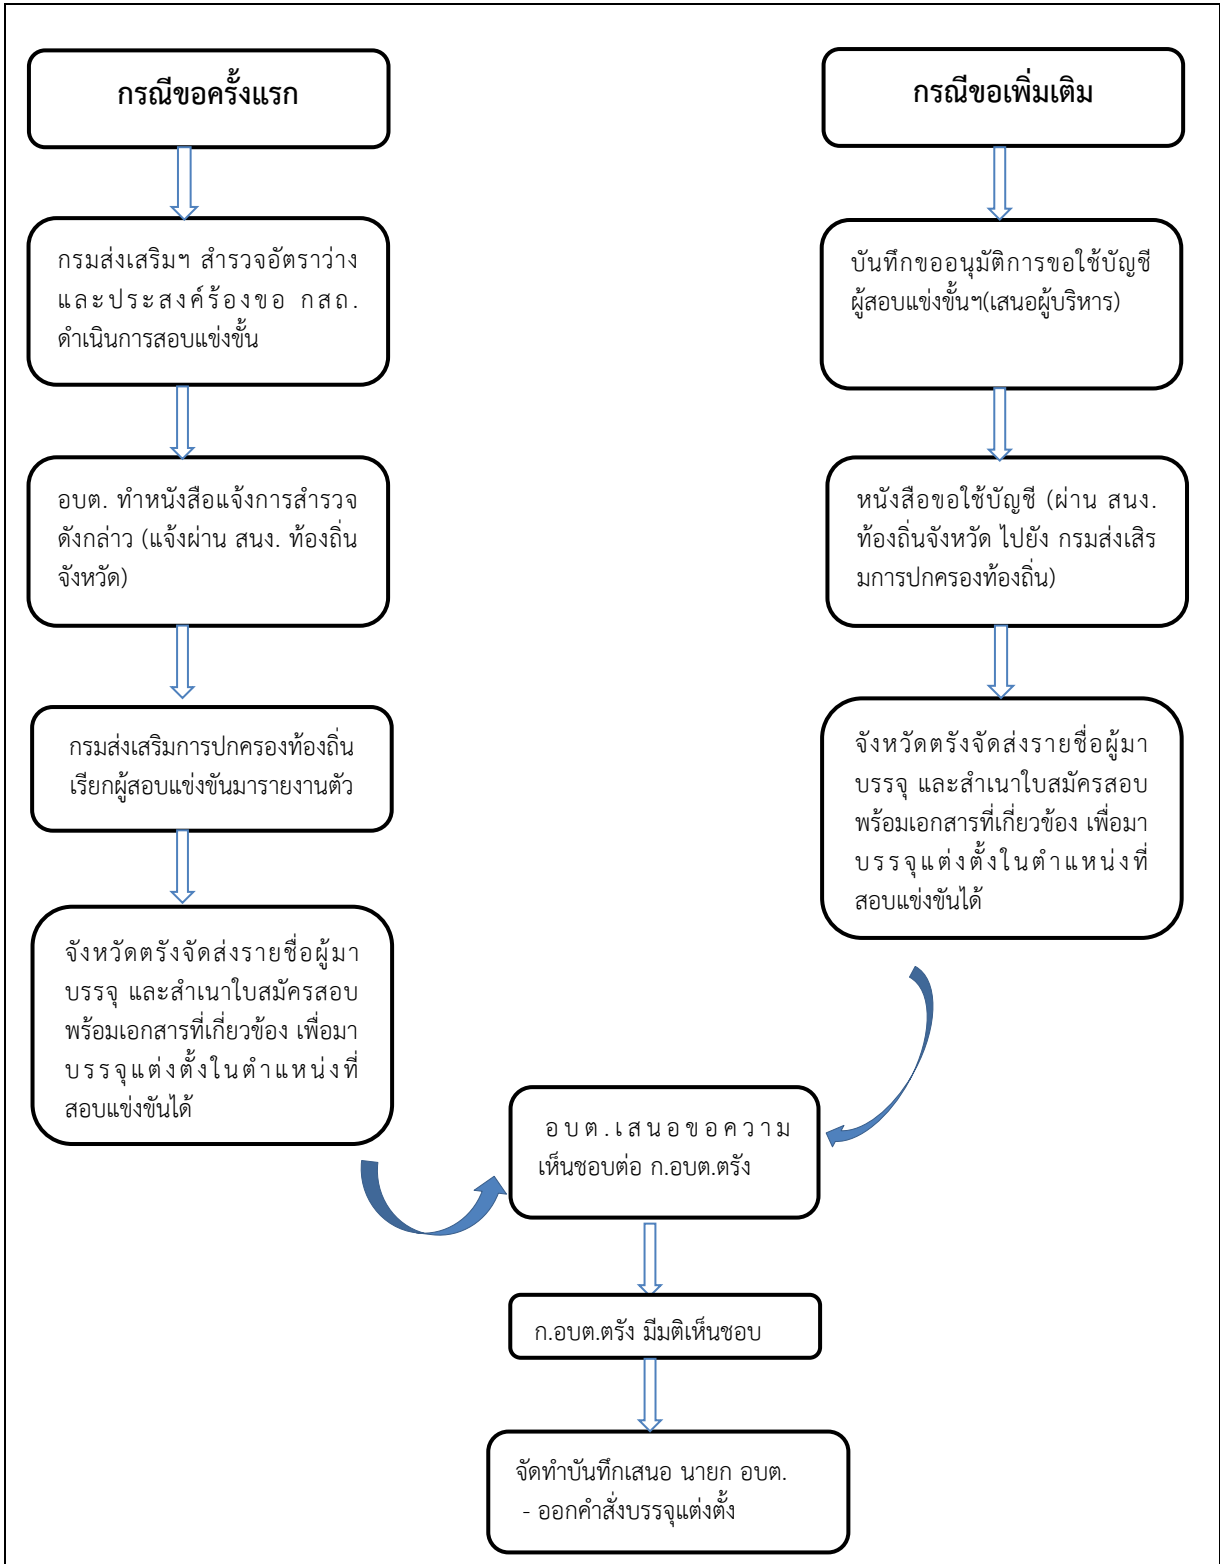 กรณีขอครั้งแรก
กรมส่งเสริมฯ สำรวจอัตราว่าง
และประสงค์ร้องขอ กสถ.
ดำเนินการสอบแข่งขั้น
อบต. ทำหนังสือแจ้งการสำรวจ
ดังกล่าว (แจ้งผ่าน สนง. ท้องถิ่น
จังหวัด)
กรมส่งเสริมการปกครองท้องถิ่น
เรียกผู้สอบแข่งขันมารายงานตัว
จังหวัดตรังจัดส่งรายชื่อผู้มา
บรรจุ และสำเนาใบสมัครสอบ
พร้อมเอกสารที่เกี่ยวข้อง เพื่อมา
บรรจุแต่งตั้งในตำแหน่งที่
สอบแข่งขันได้
กรณีขอเพิ่มเติม
บันทึกขออนุมัติการขอใช้บัญชี
ผู้สอบแข่งขั้นฯ(เสนอผู้บริหาร)
หนังสือขอใช้บัญชี (ผ่าน สนง.
ท้องถิ่นจังหวัด ไปยัง กรมส่งเสิร
มการปกครองท้องถิ่น)
จังหวัดตรังจัดส่งรายชื่อผู้มา
บรรจุ และสำเนาใบสมัครสอบ
พร้อมเอกสารที่เกี่ยวข้อง เพื่อมา
บรรจุแต่งตั้งในตำแหน่งที่
สอบแข่งขันได้
อบต.เสนอขอความ
เห็นชอบต่อ ก.อบต.ตรัง
ก.อบต.ตรัง มีมติเห็นชอบ
จัดทำบันทึกเสนอ นายก อบต.
- ออกคำสั่งบรรจุแต่งตั้ง